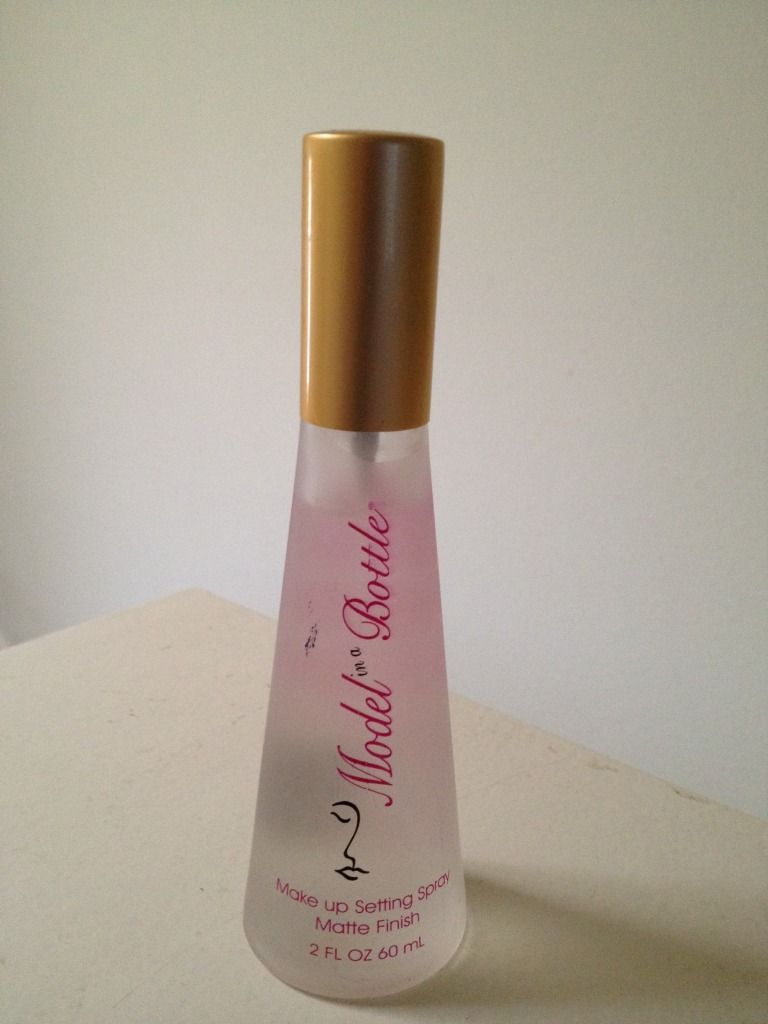 Model in a Bottle®
Make up Setting Spray
Matte Finish
2 FL OZ 60 mL